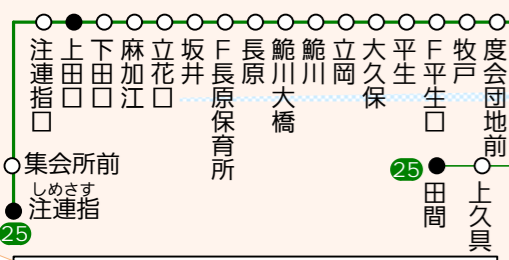 注連指口
上田口
下田口
麻加江
立花口
坂井
F長原保育所
長原
鮠川大橋
鮠川
立岡
大久保
平生
F平生口
牧戸
度会団地前
集会所前
しめさす
注連指
25
25
田間
上久具